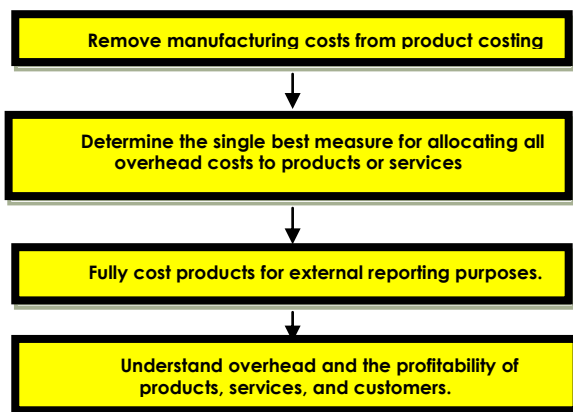 Remove manufacturing costs from product costing
Determine the single best measure for allocating all
overhead costs to products or services
Fully cost products for external reporting purposes.
Understand overhead and the profitability of
products, services, and customers.